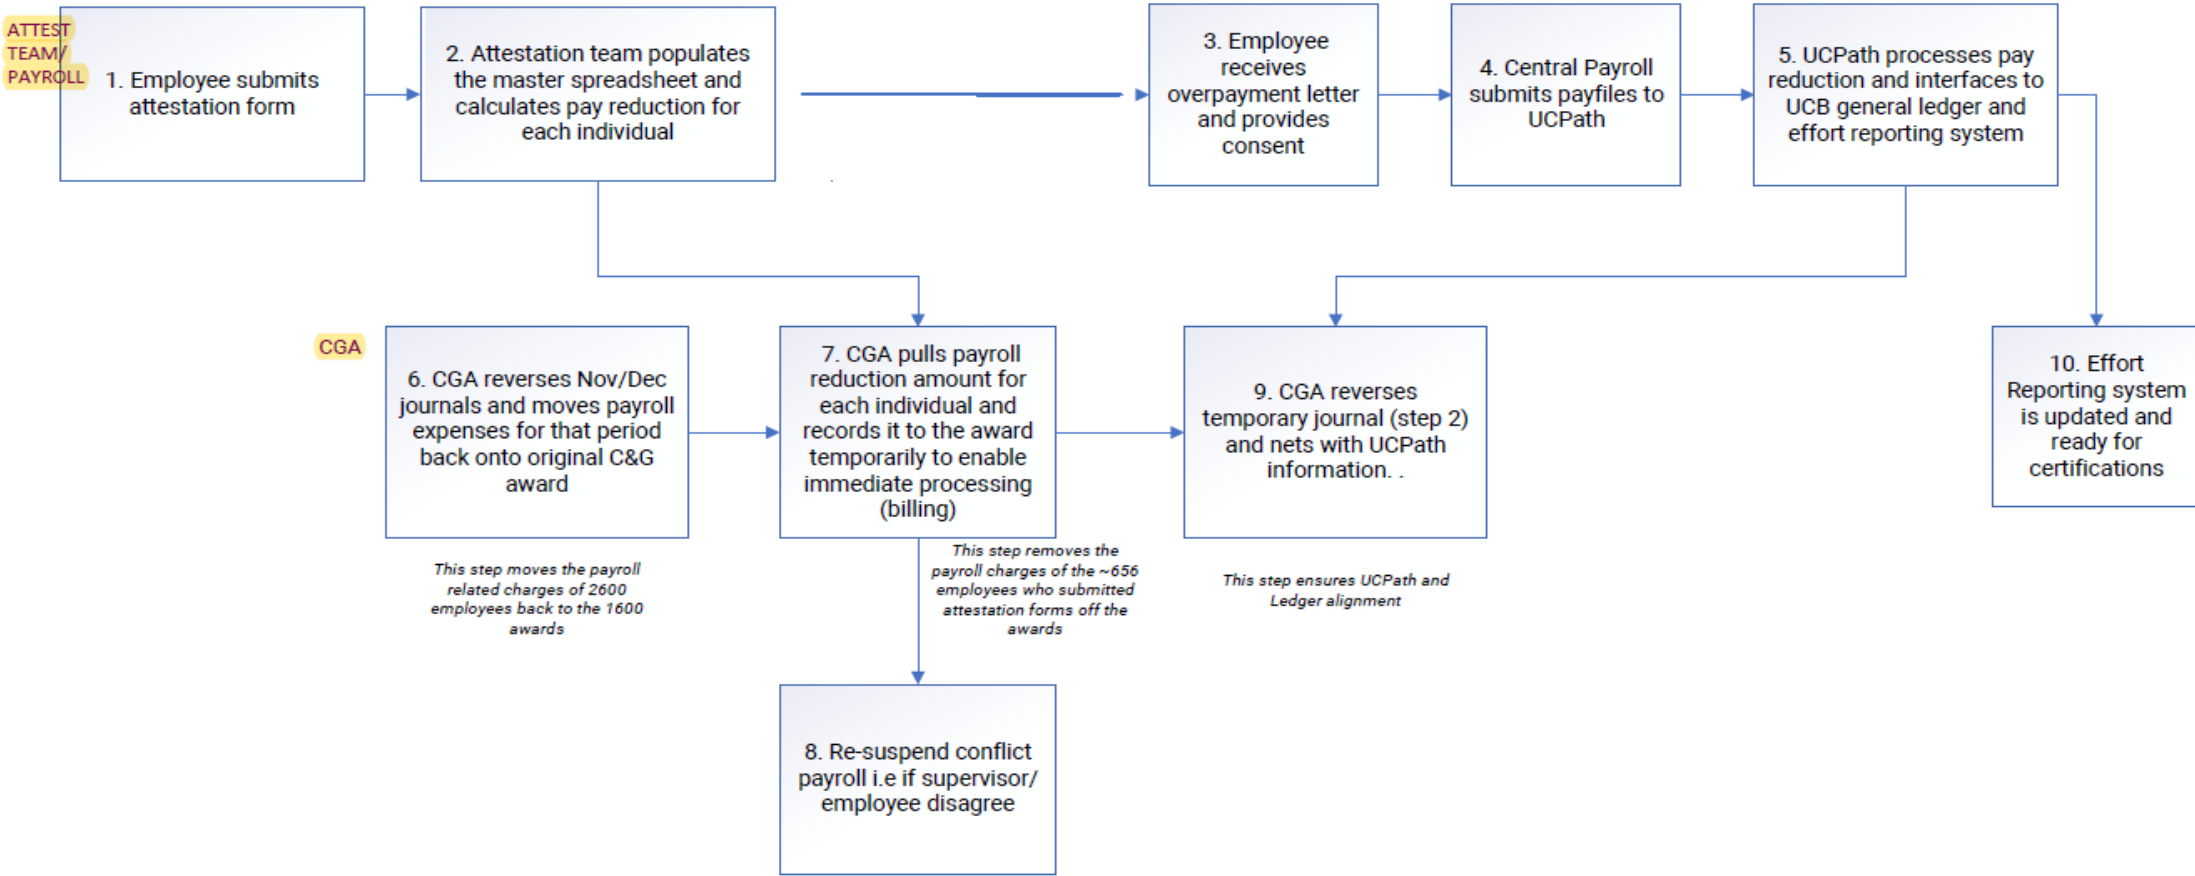 ATTEST
TEAM/
PAYROLL
1. Employee submits
attestation form
2. Attestation team populates
the master spreadsheet and
calculates pay reduction for
each individual
3. Employee
receives
overpayment letter
and provides
consent
4. Central Payroll
submits payfiles to
UCPath
5. UCPath processes pay
reduction and interfaces to
UCB general ledger and
effort reporting system
CGA
6. CGA reverses Nov/Dec
journals and moves payroll
expenses for that period
back onto original C&G
award
This step moves the payroll
related charges of 2600
employees back to the 1600
awards
7. CGA pulls payroll
reduction amount for
each individual and
records it to the award
temporarily to enable
immediate processing
(billing)
This step removes the
payroll charges of the ~656
employees who submitted
attestation forms off the
awards
8. Re-suspend conflict
payroll i.e if supervisor/
employee disagree
9. CGA reverses
temporary journal (step 2)
and nets with UCPath
information. .
This step ensures UCPath and
Ledger alignment
10. Effort
Reporting system
is updated and
ready for
certifications